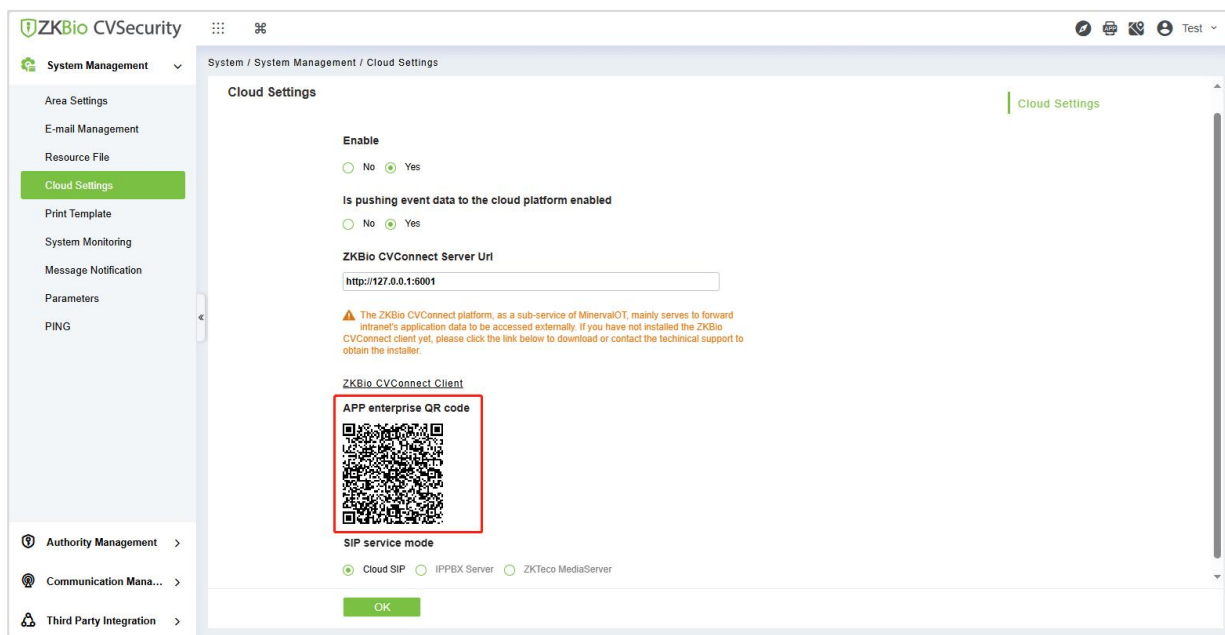 ZKBio CVSecurity
APP
Test
System Management
Area Settings
E-mail Management
Resource File
Cloud Settings
Print Template
System Monitoring
Message Notification
Parameters
PING
Authority Management
Communication Mana...
Third Party Integration
System / System Management / Cloud Settings
Cloud Settings
Cloud Settings
Enable
No Yes
Is pushing event data to the cloud platform enabled
No Yes
ZKBio CVConnect Server Url
http://127.0.0.1:6001
The ZKBio CVConnect platform, as a sub-service of MinervaIOT, mainly serves to forward
intranet's application data to be accessed externally. If you have not installed the ZKBio
CVConnect client yet, please click the link below to download or contact the techinical support to
obtain the installer.
ZKBio CVConnect Client
APP enterprise QR code
SIP service mode
Cloud SIP IPPBX Server ZKTeco MediaServer
OK